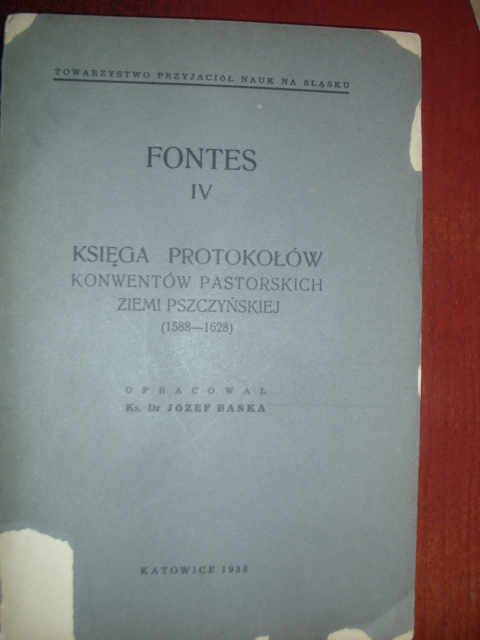 TOWARZYSTWO PRZYJACIÓŁ NAUK NA ŚLĄSKU
FONTES
IV
KSIĘGA PROTOKOŁÓW
KONWENTÓW PASTORSKICH
ZIEMI PSZCZYŃSKIEJ
(1588—1628)
OPRACOWAŁ
Ks. Dr JÓZEF BAŃKA
KATOWICE 1938